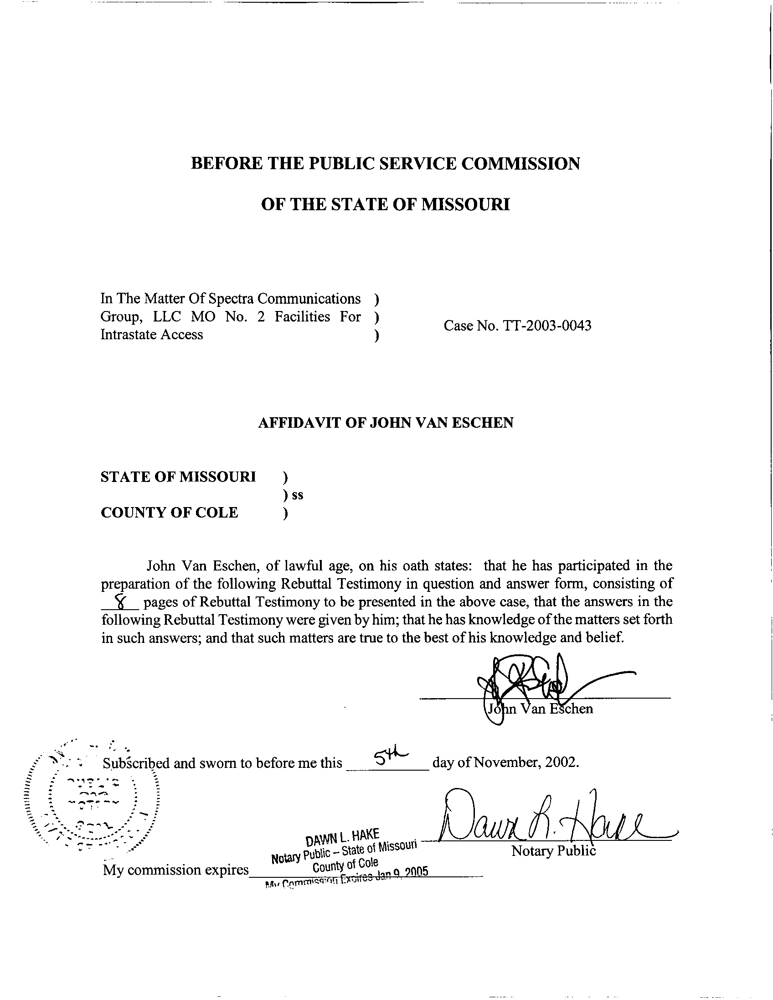 BEFORE THE PUBLIC SERVICE COMMISSION
OF THE STATE OF MISSOURI
In The Matter Of Spectra Communications )
Group, LLC MO No. 2 Facilities For )
Intrastate Access )
Case No. TT-2003-0043
AFFIDAVIT OF JOHN VAN ESCHEN
STATE OF MISSOURI )
) ss
COUNTY OF COLE )
John Van Eschen, of lawful age, on his oath states: that he has participated in the
preparation of the following Rebuttal Testimony in question and answer form, consisting of
8 pages of Rebuttal Testimony to be presented in the above case, that the answers in the
following Rebuttal Testimony were given by him; that he has knowledge of the matters set forth
in such answers; and that such matters are true to the best of his knowledge and belief.
John Van Eschen
Subscribed and sworn to before me this 5th day of November, 2002.
Dawn L. Hake
Notary Public
DAWN L. HAKE
Notary Public – State of Missouri
County of Cole
My Commission Expires Jan 9, 2005
My commission expires